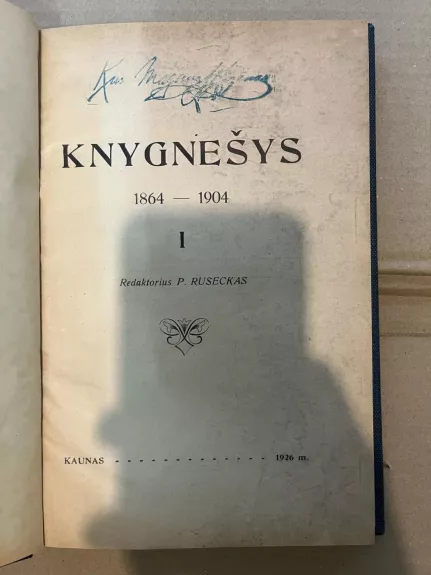 KNYGNEŠYS
1864 — 1904
I
Redaktorius P. RUSECKAS
KAUNAS - - - - - - - - - - - - - - 1926 m.